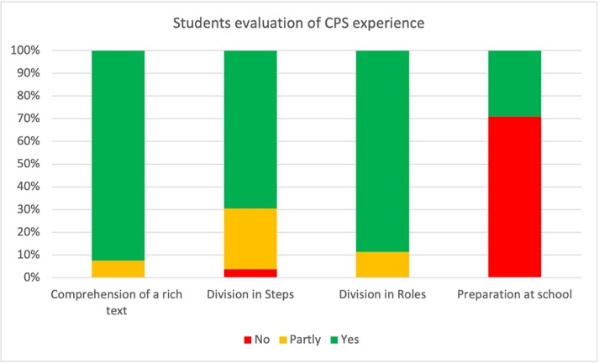 Students evaluation of CPS experience
100%
90%
80%
70%
60%
50%
40%
30%
20%
10%
0%
Comprehension of a rich
text
Division in Steps
Division in Roles
Preparation at school
No
Partly
Yes